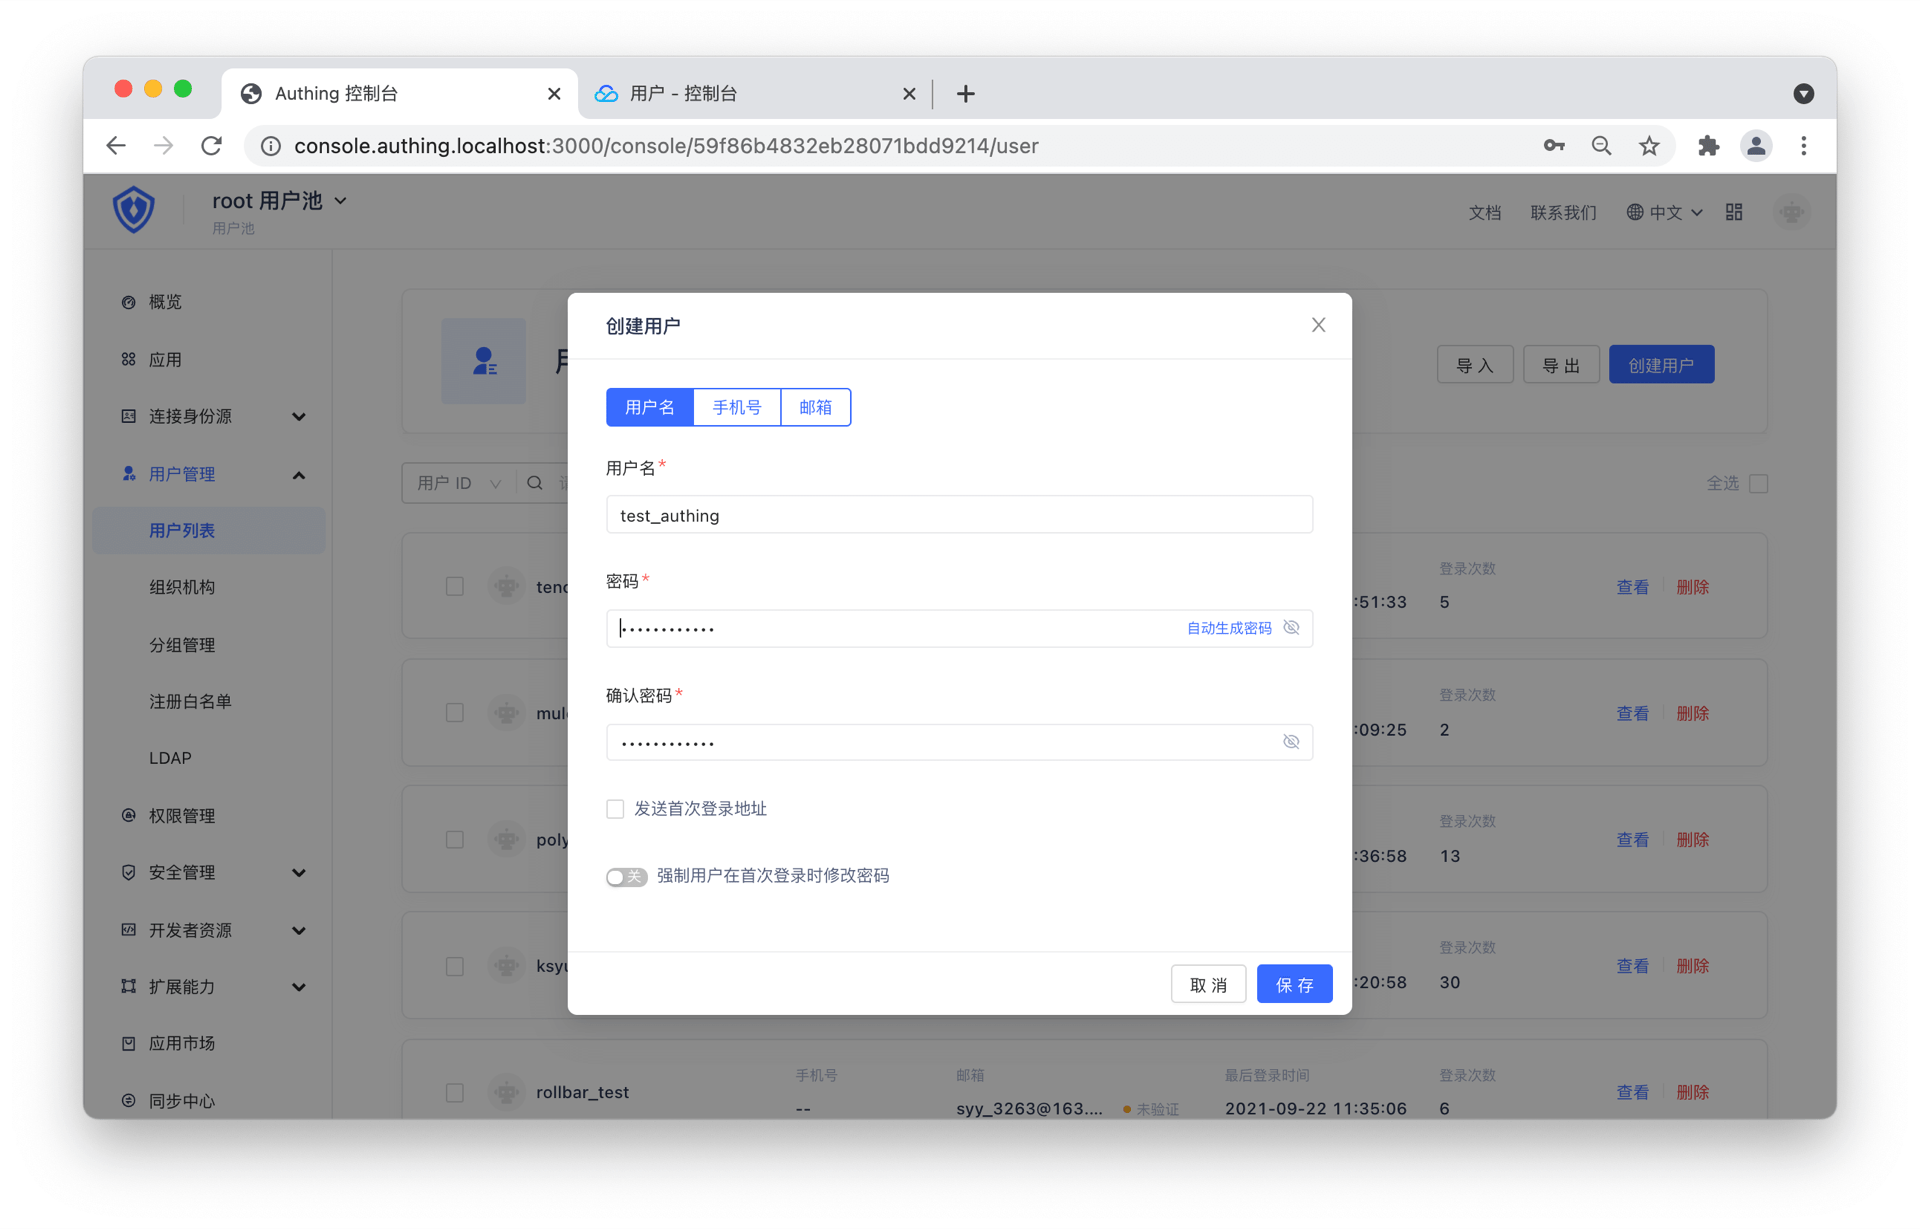 Authing 控制台
用户 - 控制台
console.authing.localhost:3000/console/59f86b4832eb28071bdd9214/user
root 用户池
用户池
文档
联系我们
中文
概览
应用
连接身份源
用户管理
用户列表
组织机构
分组管理
注册白名单
LDAP
权限管理
安全管理
开发者资源
扩展能力
应用市场
同步中心
导 入
导 出
创建用户
用户 ID
全选
创建用户
用户名
手机号
邮箱
用户名*
test_authing
密码*
••••••••••••
自动生成密码
确认密码*
••••••••••••
发送首次登录地址
关
强制用户在首次登录时修改密码
取 消
保 存
tenc
登录次数
:51:33
5
查看
删除
登录次数
:09:25
2
查看
删除
poly
登录次数
:36:58
13
查看
删除
ksyu
登录次数
:20:58
30
查看
删除
rollbar_test
手机号
--
邮箱
syy_3263@163....
未验证
最后登录时间
2021-09-22 11:35:06
登录次数
6
查看
删除